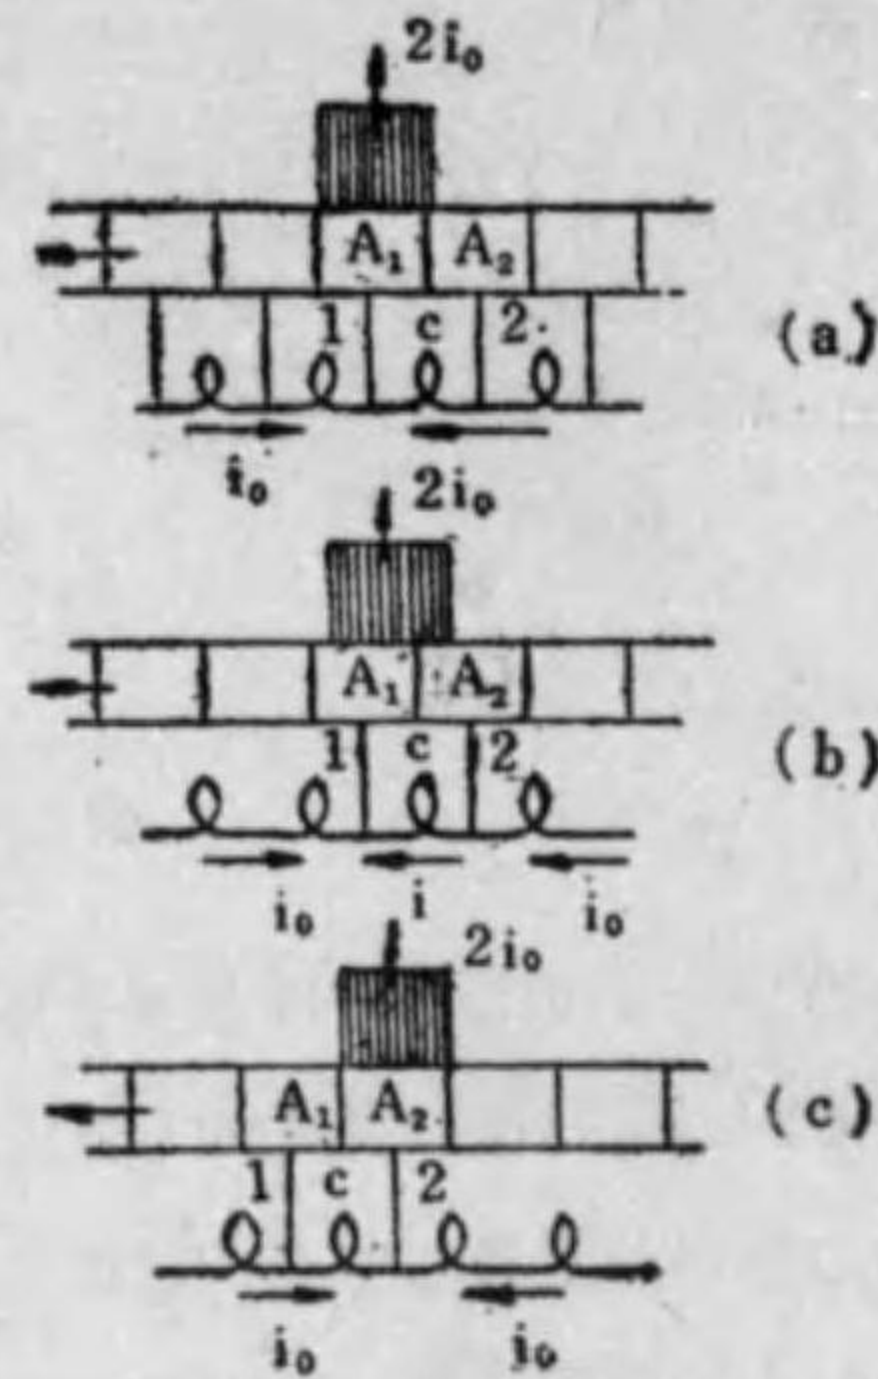 2i₀
A₁ A₂
1 c 2
(a)
i₀
2i₀
A₁ A₂
1 c 2
(b)
i₀ i i₀
2i₀
A₁ A₂
(c)
1 c 2
i₀ i₀